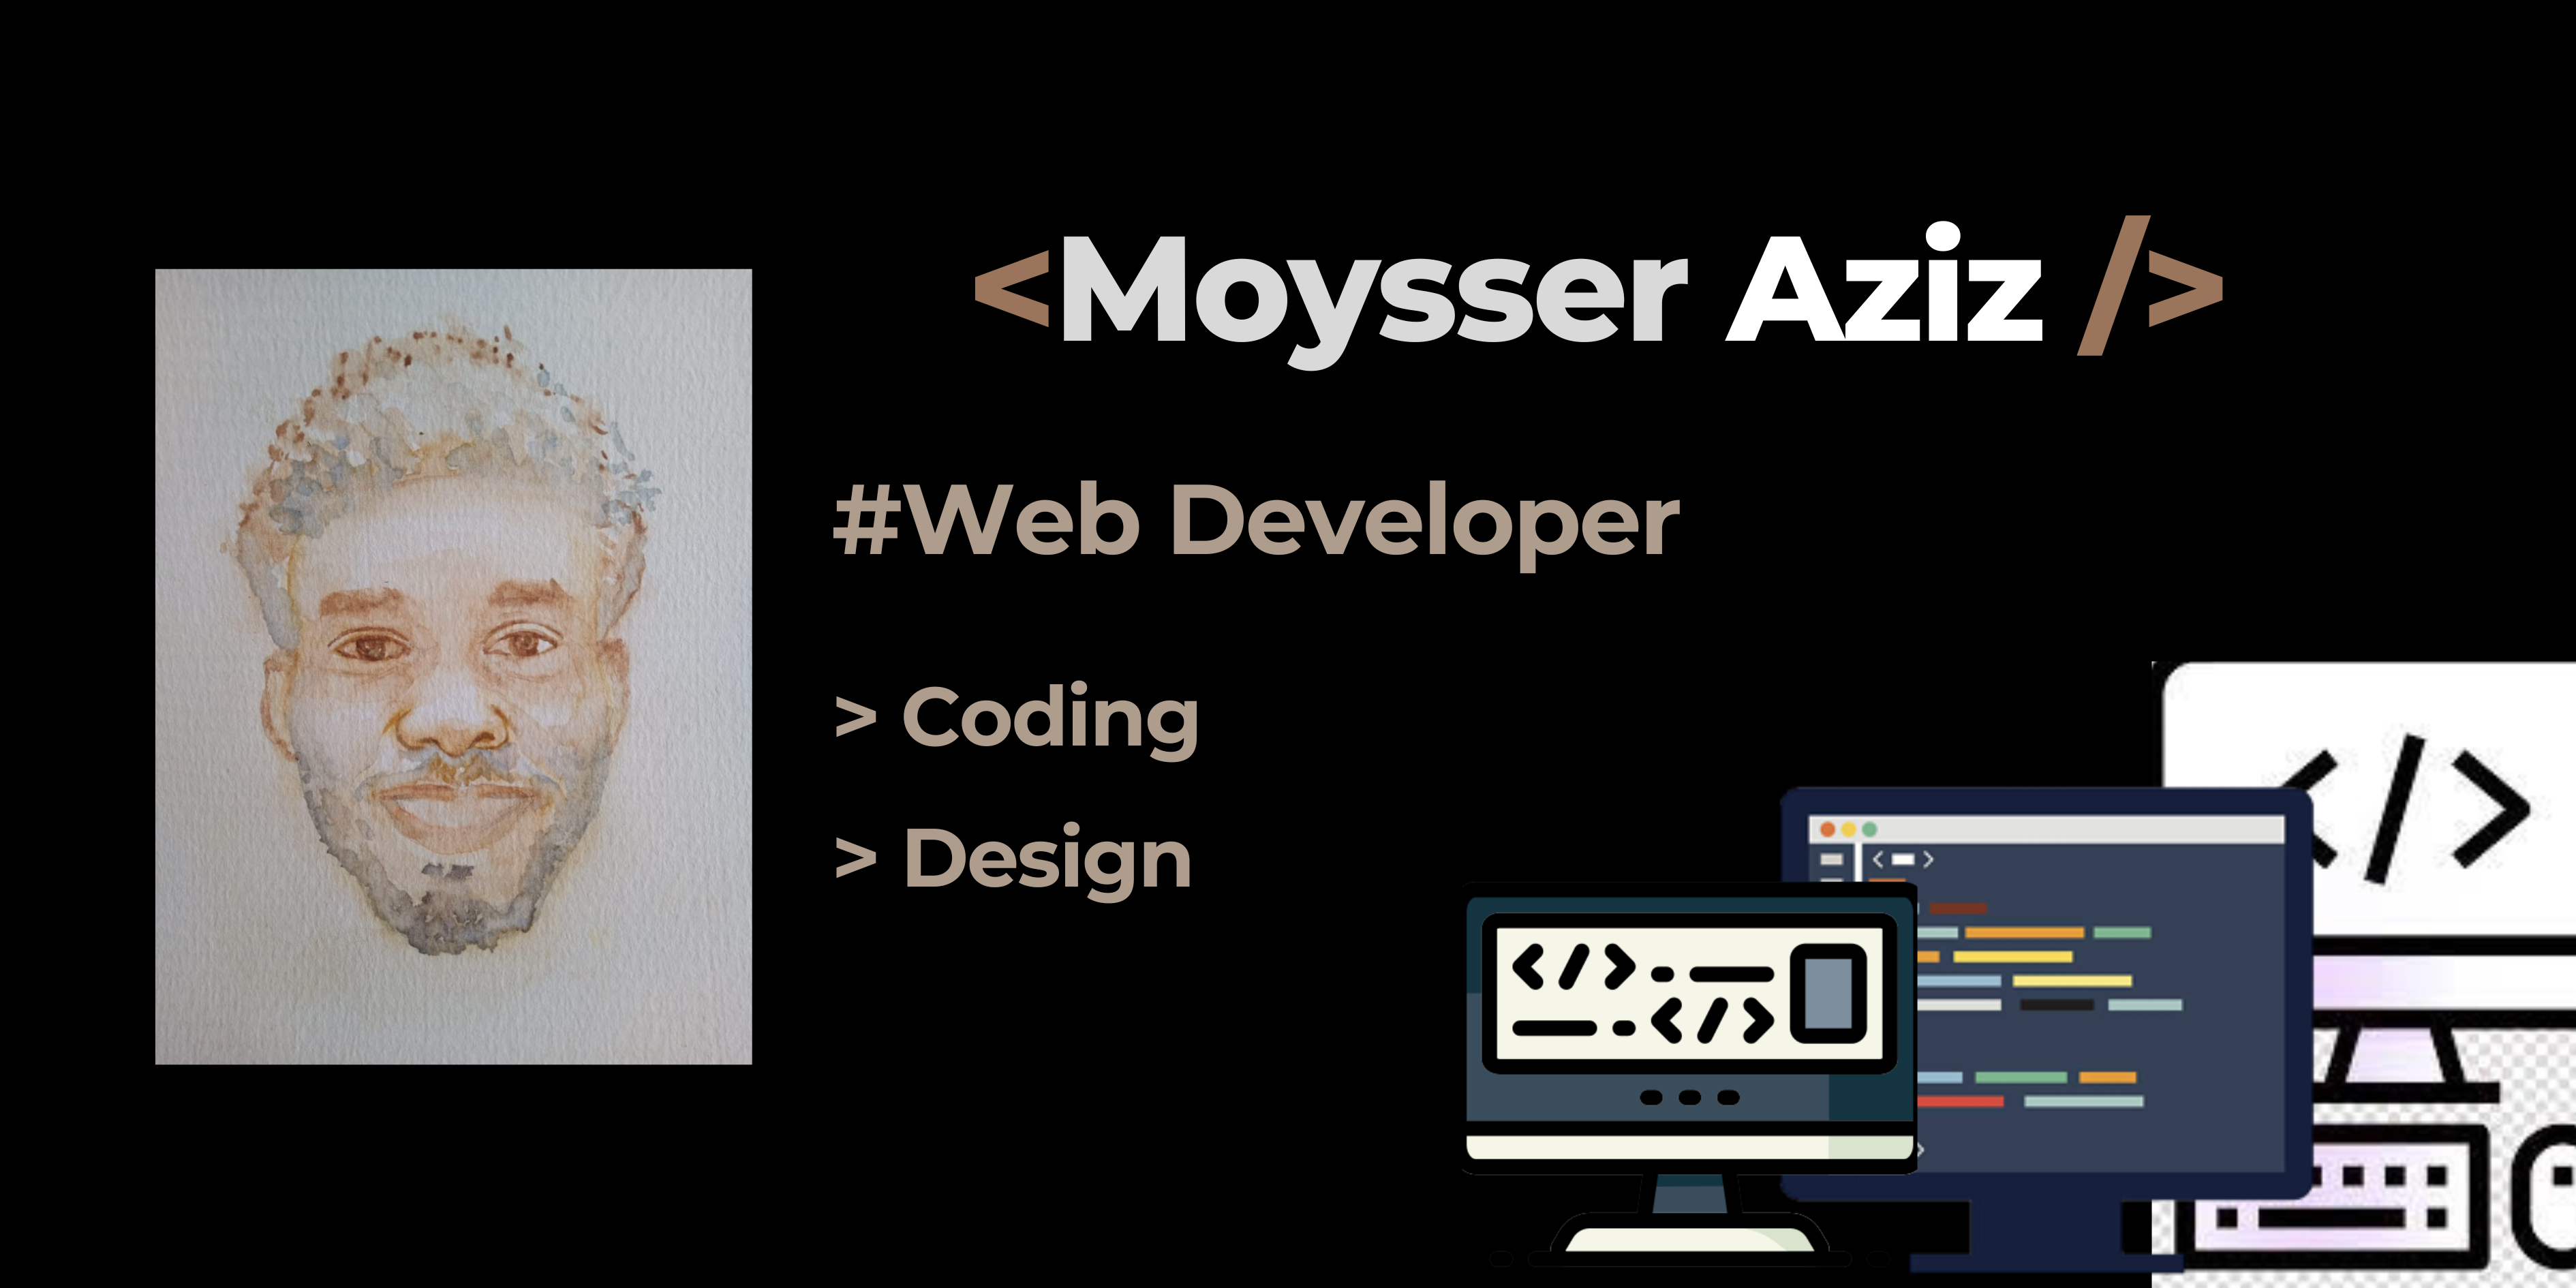 <Moysser Aziz />
#Web Developer
> Coding
> Design
</>
< >
</>
</>